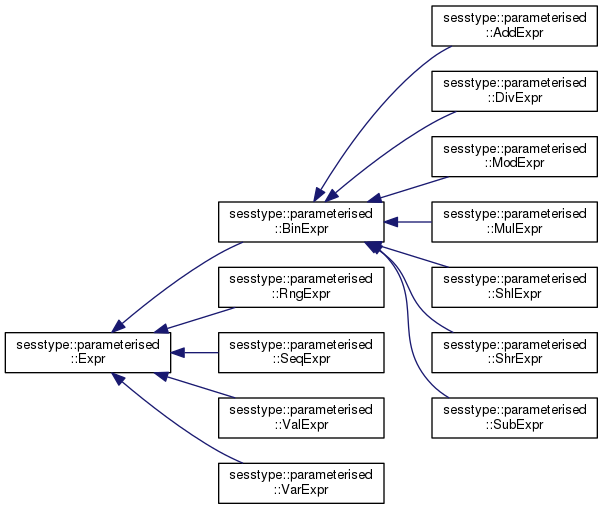 sesstype::parameterised
::AddExpr
sesstype::parameterised
::DivExpr
sesstype::parameterised
::ModExpr
sesstype::parameterised
::BinExpr
sesstype::parameterised
::MulExpr
sesstype::parameterised
::RngExpr
sesstype::parameterised
::ShlExpr
sesstype::parameterised
::Expr
sesstype::parameterised
::SeqExpr
sesstype::parameterised
::ShrExpr
sesstype::parameterised
::ValExpr
sesstype::parameterised
::SubExpr
sesstype::parameterised
::VarExpr